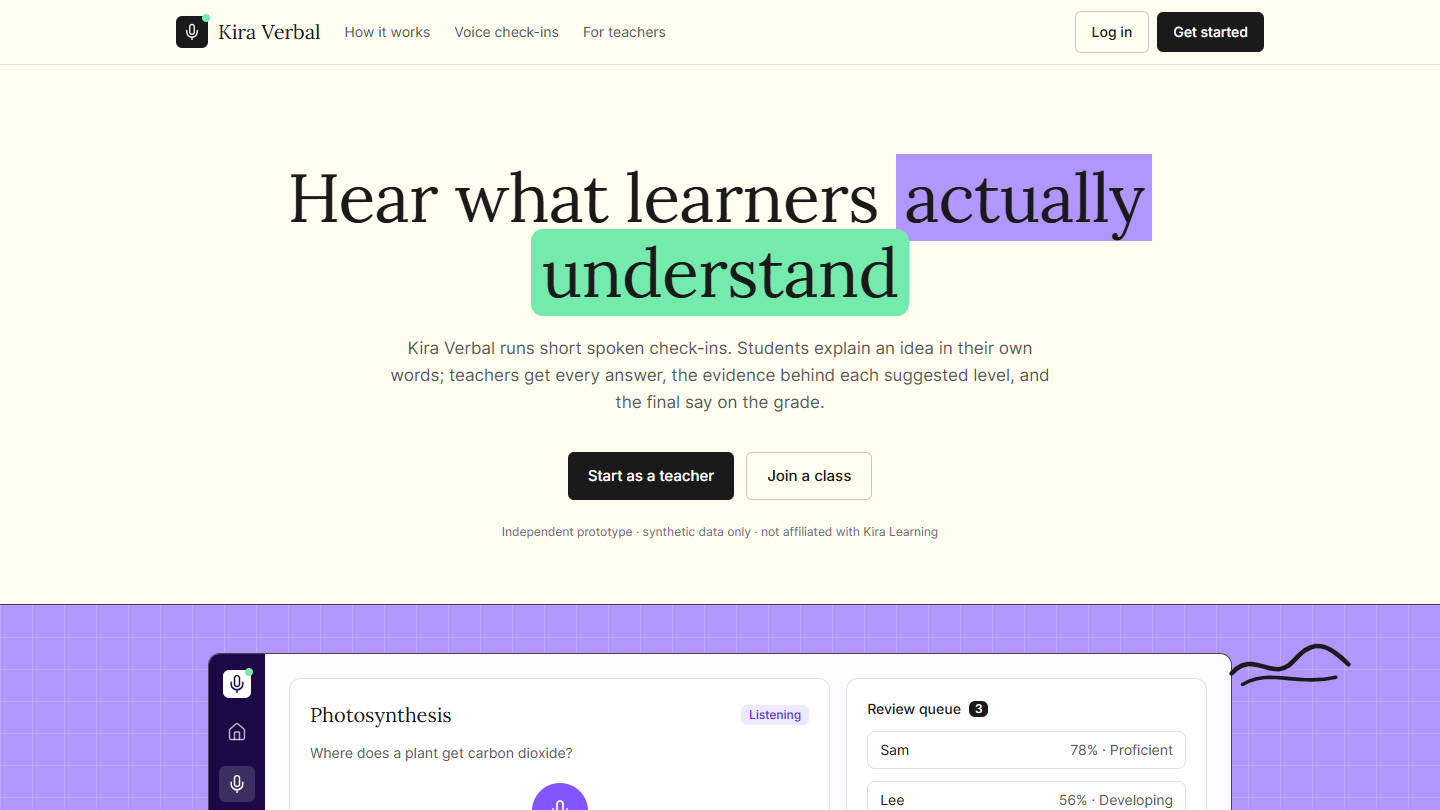 Kira Verbal How it works Voice check-ins For teachers Log in Get started
Hear what learners actually
understand
Kira Verbal runs short spoken check-ins. Students explain an idea in their own
words; teachers get every answer, the evidence behind each suggested level, and
the final say on the grade.
Start as a teacher Join a class
Independent prototype · synthetic data only · not affiliated with Kira Learning
Photosynthesis Listening
Where does a plant get carbon dioxide?
Review queue 3
Sam 78% · Proficient
Lee 56% · Developing